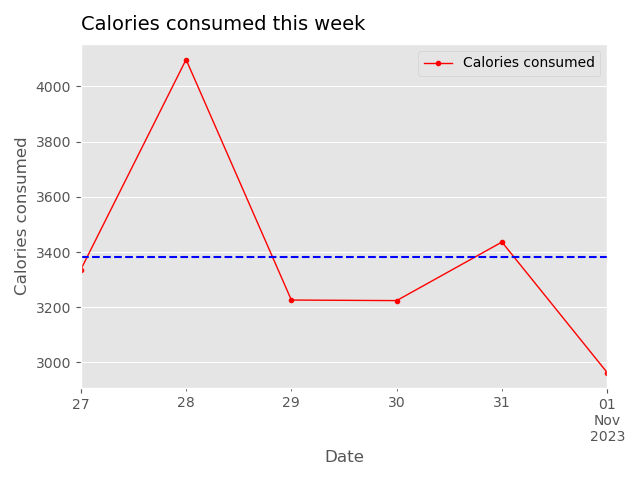 Calories consumed this week
Calories consumed
4000
3800
3600
3400
3200
3000
Calories consumed
27
28
29
30
31
01
Nov
2023
Date